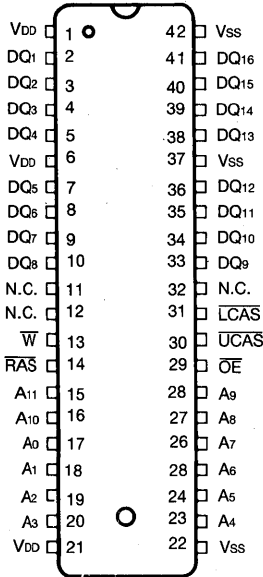 VDD 1 42 VSS
DQ1 2 41 DQ16
DQ2 3 40 DQ15
DQ3 4 39 DQ14
DQ4 5 38 DQ13
VDD 6 37 VSS
DQ5 7 36 DQ12
DQ6 8 35 DQ11
DQ7 9 34 DQ10
DQ8 10 33 DQ9
N.C. 11 32 N.C.
N.C. 12 31 L̅C̅A̅S̅
W̅ 13 30 U̅C̅A̅S̅
R̅A̅S̅ 14 29 O̅E̅
A11 15 28 A9
A10 16 27 A8
A0 17 26 A7
A1 18 28 A6
A2 19 24 A5
A3 20 23 A4
VDD 21 22 VSS